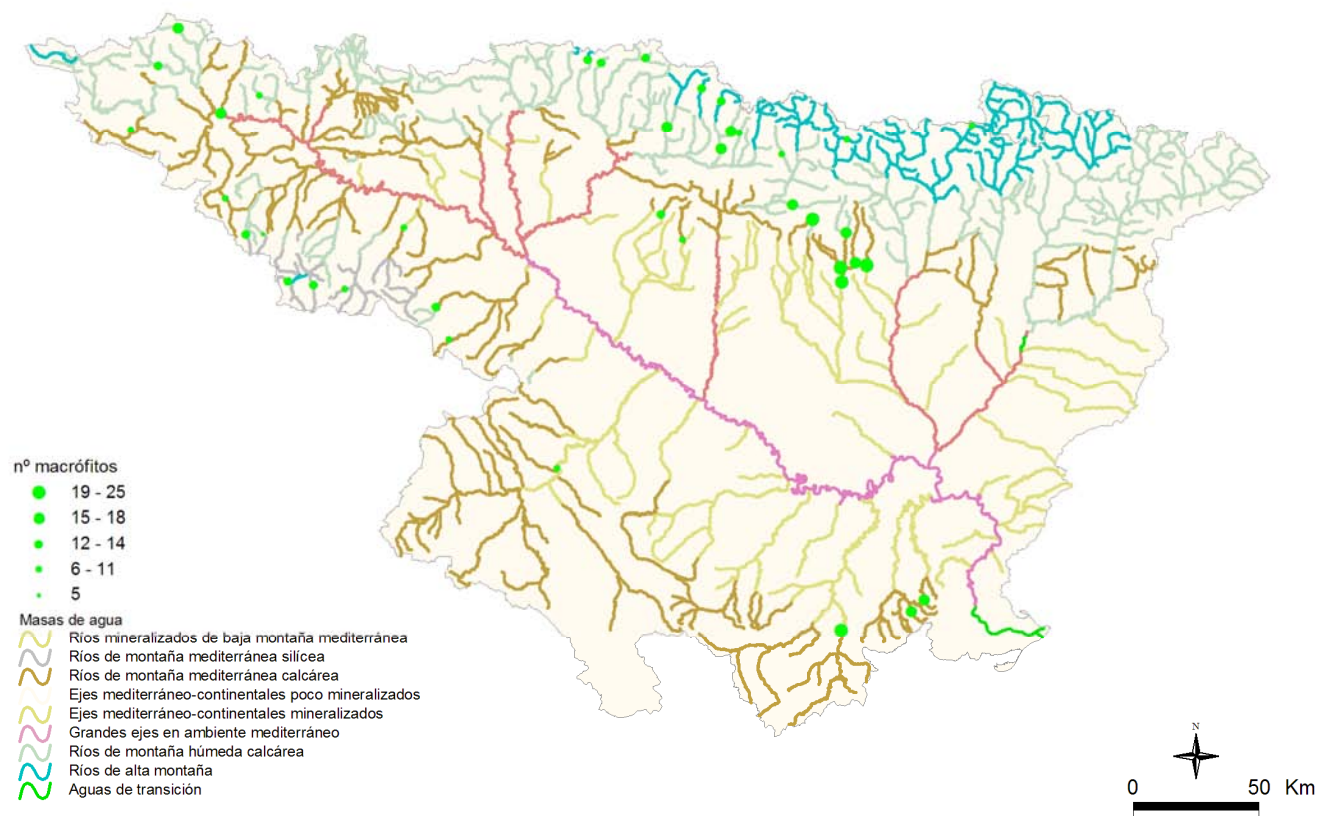 nº macrófitos
19 - 25
15 - 18
12 - 14
6 - 11
5
Masas de agua
Ríos mineralizados de baja montaña mediterránea
Ríos de montaña mediterránea silícea
Ríos de montaña mediterránea calcárea
Ejes mediterráneo-continentales poco mineralizados
Ejes mediterráneo-continentales mineralizados
Grandes ejes en ambiente mediterráneo
Ríos de montaña húmeda calcárea
Ríos de alta montaña
Aguas de transición
N
0 50 Km